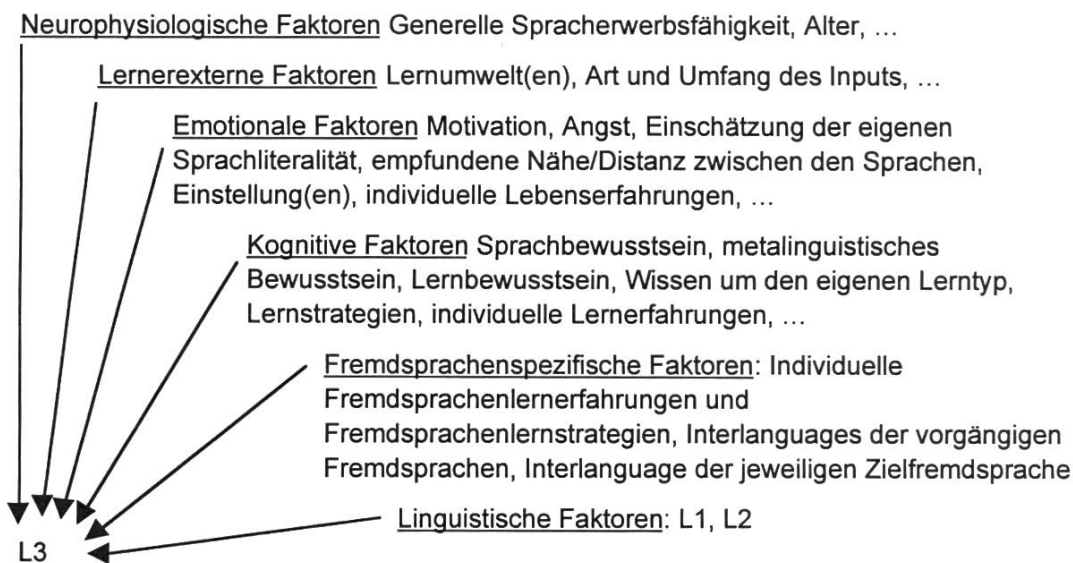 Neurophysiologische Faktoren Generelle Spracherwerbsfähigkeit, Alter, …
Lernerexterne Faktoren Lernumwelt(en), Art und Umfang des Inputs, …
Emotionale Faktoren Motivation, Angst, Einschätzung der eigenen
Sprachliteralität, empfundene Nähe/Distanz zwischen den Sprachen,
Einstellung(en), individuelle Lebenserfahrungen, …
Kognitive Faktoren Sprachbewusstsein, metalinguistisches
Bewusstsein, Lernbewusstsein, Wissen um den eigenen Lerntyp,
Lernstrategien, individuelle Lernerfahrungen, …
Fremdsprachenspezifische Faktoren: Individuelle
Fremdsprachenlernerfahrungen und
Fremdsprachenlernstrategien, Interlanguages der vorgängigen
Fremdsprachen, Interlanguage der jeweiligen Zielfremdsprache
Linguistische Faktoren: L1, L2
L3